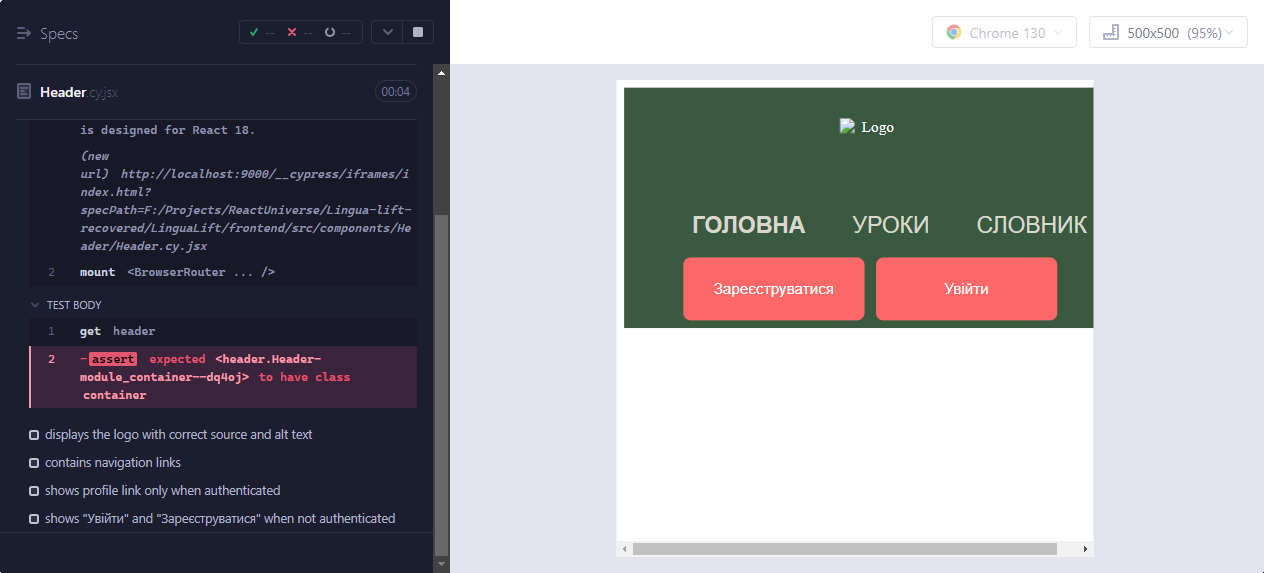 Specs
-- -- --
Chrome 130
500x500 (95%)
Header.cy.jsx
00:04
is designed for React 18.
(new
url) http://localhost:9000/__cypress/iframes/i
ndex.html?
specPath=F:/Projects/ReactUniverse/Lingua-lift-
recovered/LinguaLift/frontend/src/components/He
ader/Header.cy.jsx
2 mount <BrowserRouter ... />
TEST BODY
1 get header
2 -assert expected <header.Header-
module_container--dq4oj> to have class
container
displays the logo with correct source and alt text
contains navigation links
shows profile link only when authenticated
shows "Увійти" and "Зареєструватися" when not authenticated
Logo
ГОЛОВНА УРОКИ СЛОВНИК
Зареєструватися Увійти